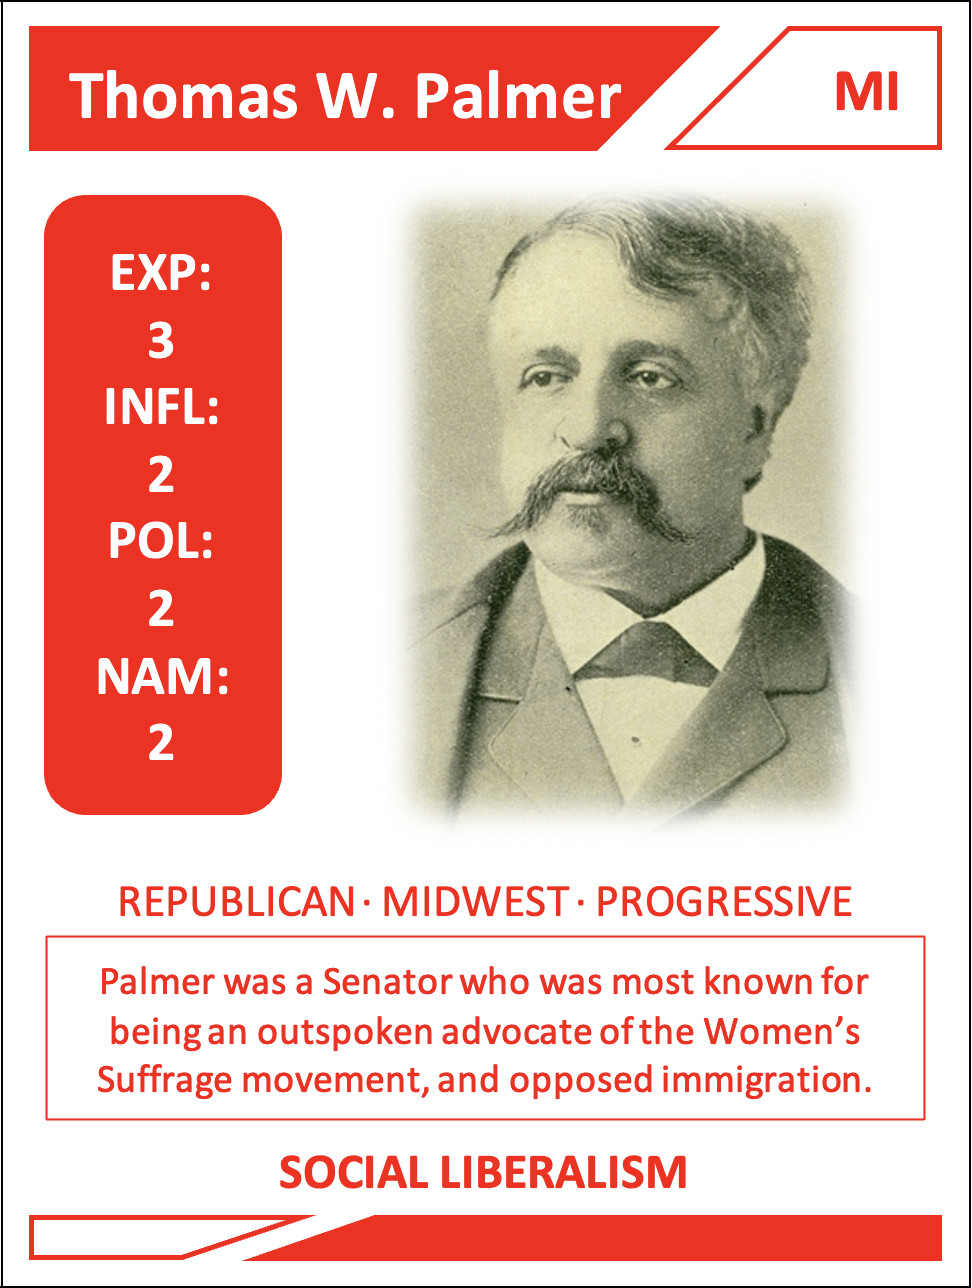 Thomas W. Palmer
MI
EXP:
3
INFL:
2
POL:
2
NAM:
2
REPUBLICAN · MIDWEST · PROGRESSIVE
Palmer was a Senator who was most known for
being an outspoken advocate of the Women’s
Suffrage movement, and opposed immigration.
SOCIAL LIBERALISM